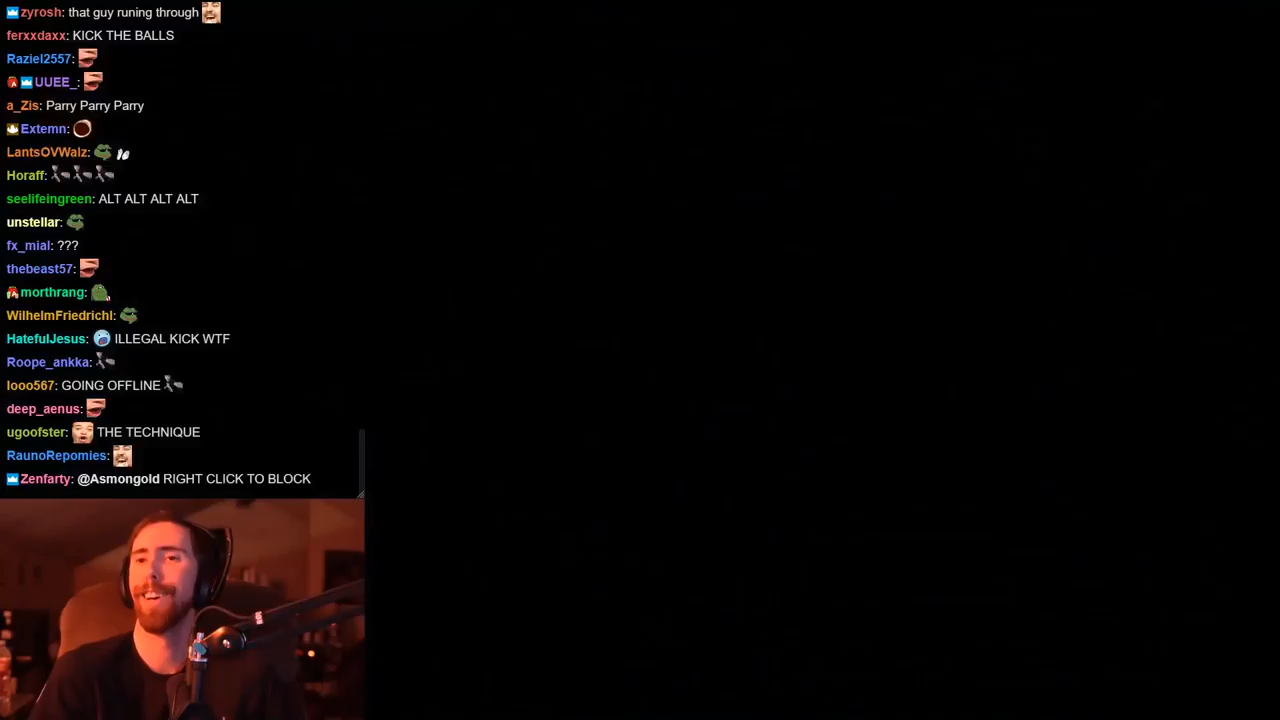 zyrosh: that guy runing through
ferxxdaxx: KICK THE BALLS
Raziel2557:
UUEE_:
a_Zis: Parry Parry Parry
Extemn:
LantsOVWalz:
Horaff:
seelifeingreen: ALT ALT ALT ALT
unstellar:
fx_mial: ???
thebeast57:
morthrang:
WilhelmFriedrichI:
HatefulJesus: ILLEGAL KICK WTF
Roope_ankka:
looo567: GOING OFFLINE
deep_aenus:
ugoofster: THE TECHNIQUE
RaunoRepomies:
Zenfarty: @Asmongold RIGHT CLICK TO BLOCK